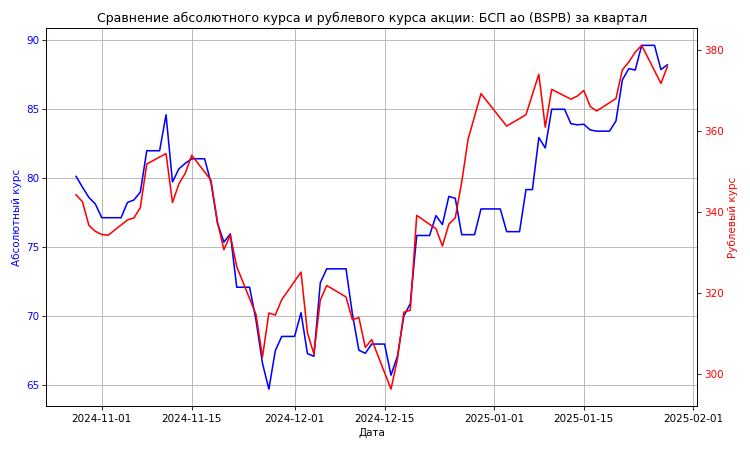 Сравнение абсолютного курса и рублевого курса акции: БСП ао (BSPB) за квартал
90
85
80
75
70
65
Абсолютный курс
380
360
340
320
300
Рублевый курс
2024-11-01 2024-11-15 2024-12-01 2024-12-15 2025-01-01 2025-01-15 2025-02-01
Дата